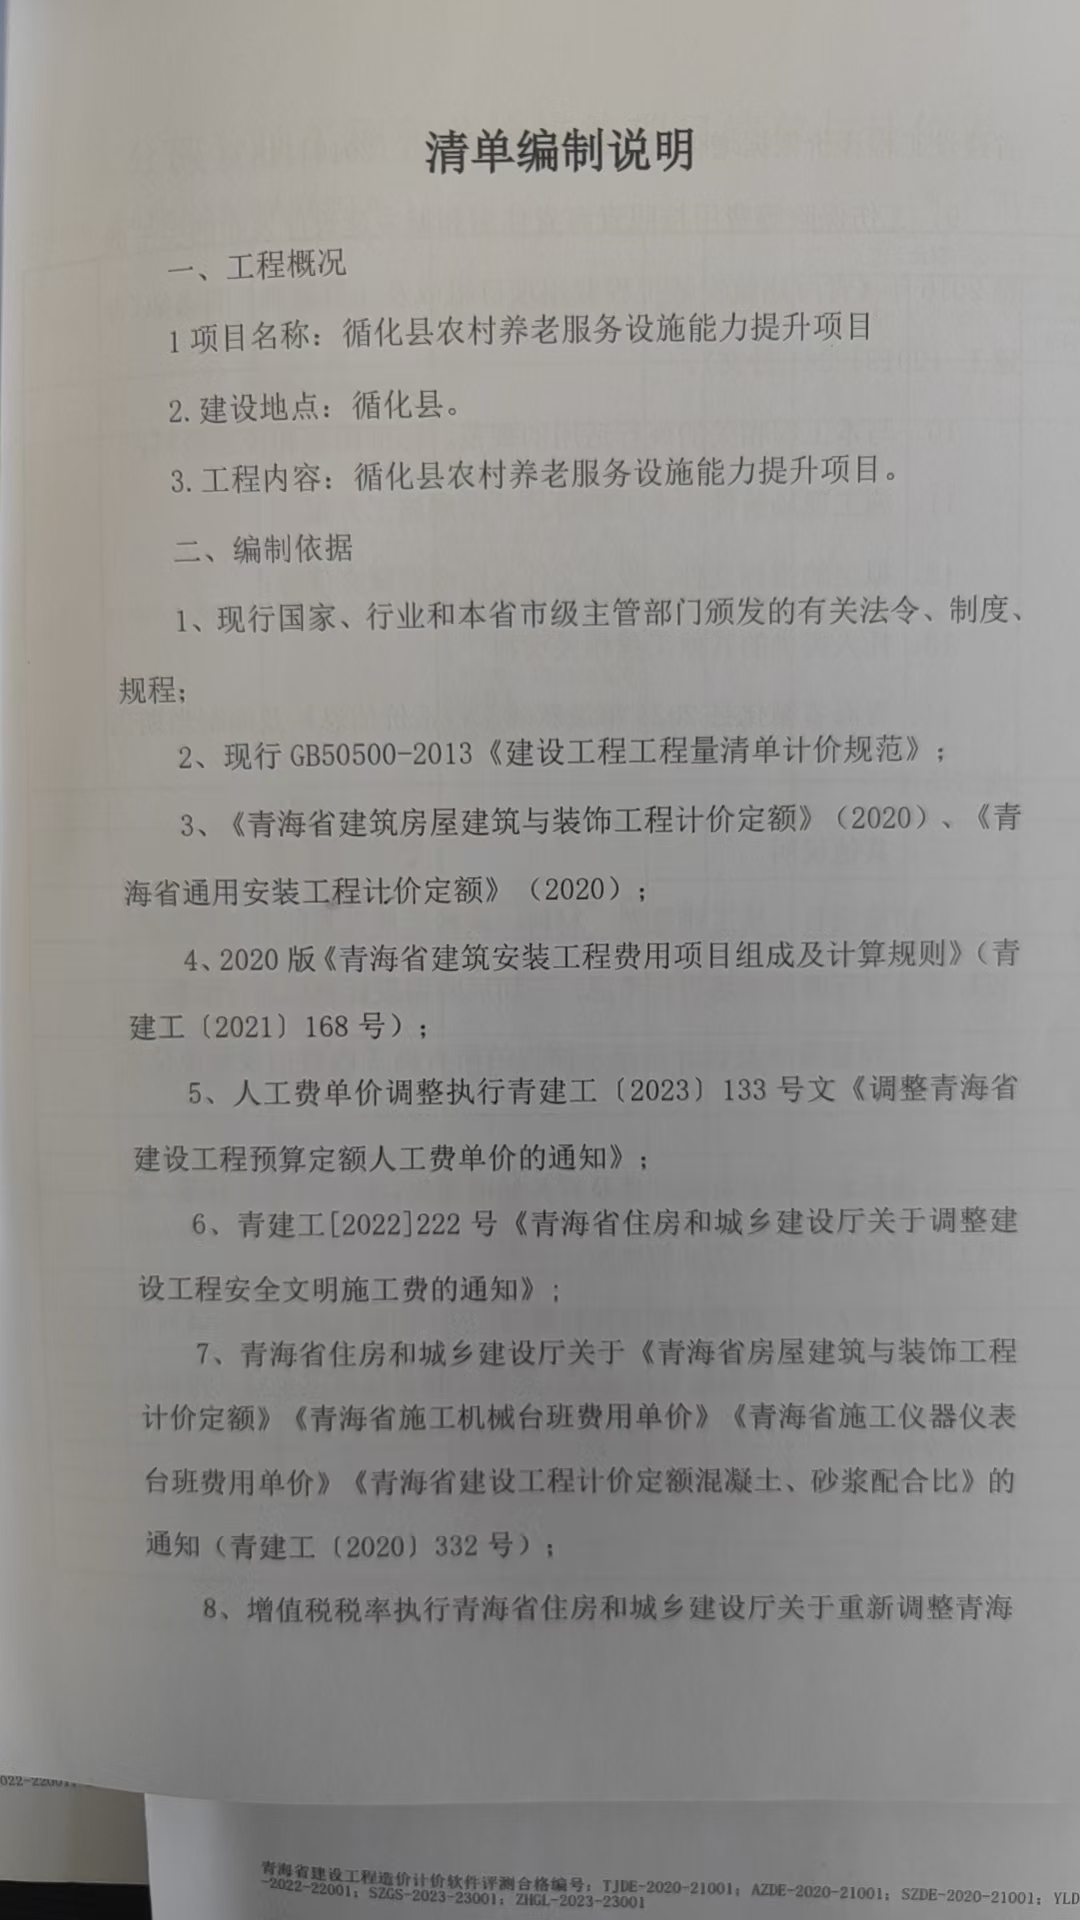 清单编制说明
一、工程概况
1 项目名称：循化县农村养老服务设施能力提升项目
2.建设地点：循化县。
3.工程内容：循化县农村养老服务设施能力提升项目。
二、编制依据
1、现行国家、行业和本省市级主管部门颁发的有关法令、制度、
规程；
2、现行 GB50500-2013《建设工程工程量清单计价规范》；
3、《青海省建筑房屋建筑与装饰工程计价定额》（2020）、《青
海省通用安装工程计价定额》（2020）；
4、2020 版《青海省建筑安装工程费用项目组成及计算规则》（青
建工〔2021〕168 号）；
5、人工费单价调整执行青建工〔2023〕133 号文《调整青海省
建设工程预算定额人工费单价的通知》；
6、青建工[2022]222 号《青海省住房和城乡建设厅关于调整建
设工程安全文明施工费的通知》；
7、青海省住房和城乡建设厅关于《青海省房屋建筑与装饰工程
计价定额》《青海省施工机械台班费用单价》《青海省施工仪器仪表
台班费用单价》《青海省建设工程计价定额混凝土、砂浆配合比》的
通知（青建工〔2020〕332 号）；
8、增值税税率执行青海省住房和城乡建设厅关于重新调整青海
022-22001；
青海省建设工程造价计价软件评测合格编号：TJDE-2020-21001；AZDE-2020-21001；SZDE-2020-21001；YLD
-2022-22001；SZGS-2023-23001；ZHGL-2023-23001